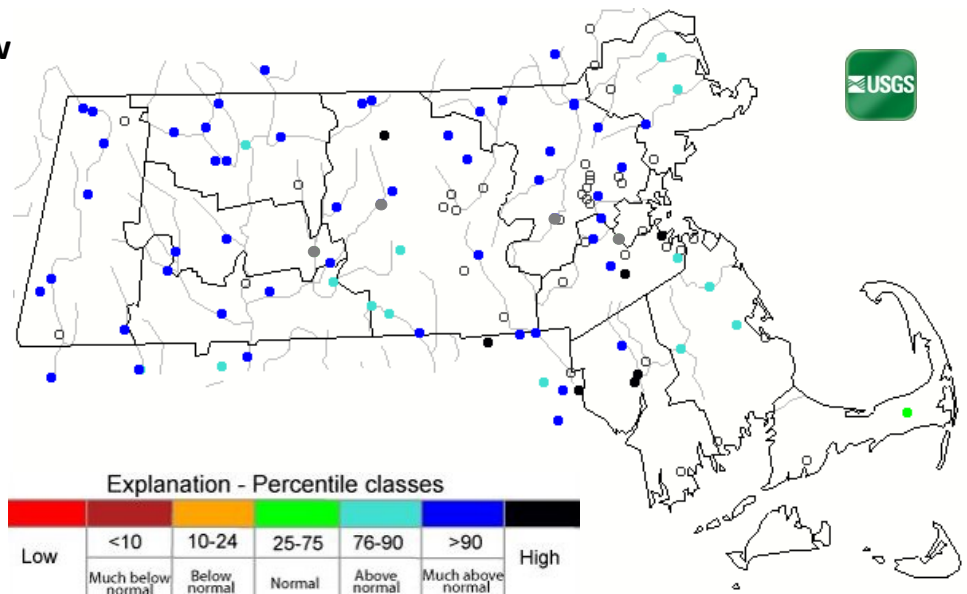 USGS
Explanation - Percentile classes
Low <10 10-24 25-75 76-90 >90 High
Much below normal Below normal Normal Above normal Much above normal